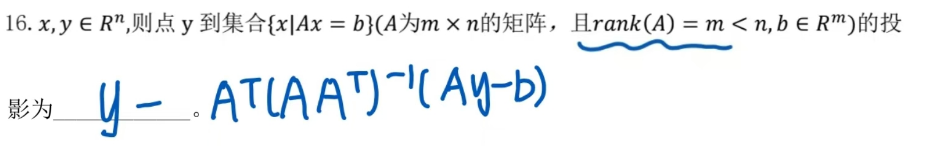 16. x, y ∈ Rⁿ,则点 y 到集合{x|Ax = b}(A为m × n的矩阵，且rank(A) = m < n, b ∈ Rᵐ)的投
影为 y − 。Aᵀ(AAᵀ)⁻¹(Ay−b)